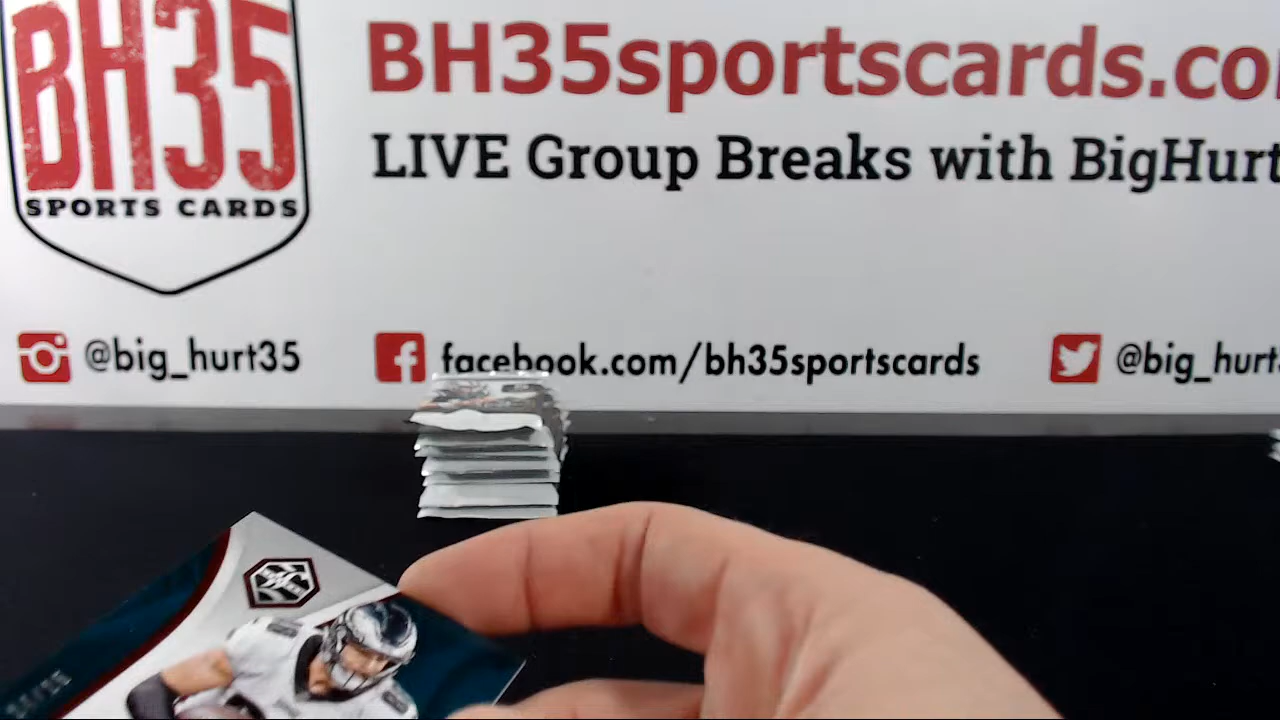 BH35
SPORTS CARDS
BH35sportscards.co
LIVE Group Breaks with BigHurt
@big_hurt35
facebook.com/bh35sportscards
@big_hurt